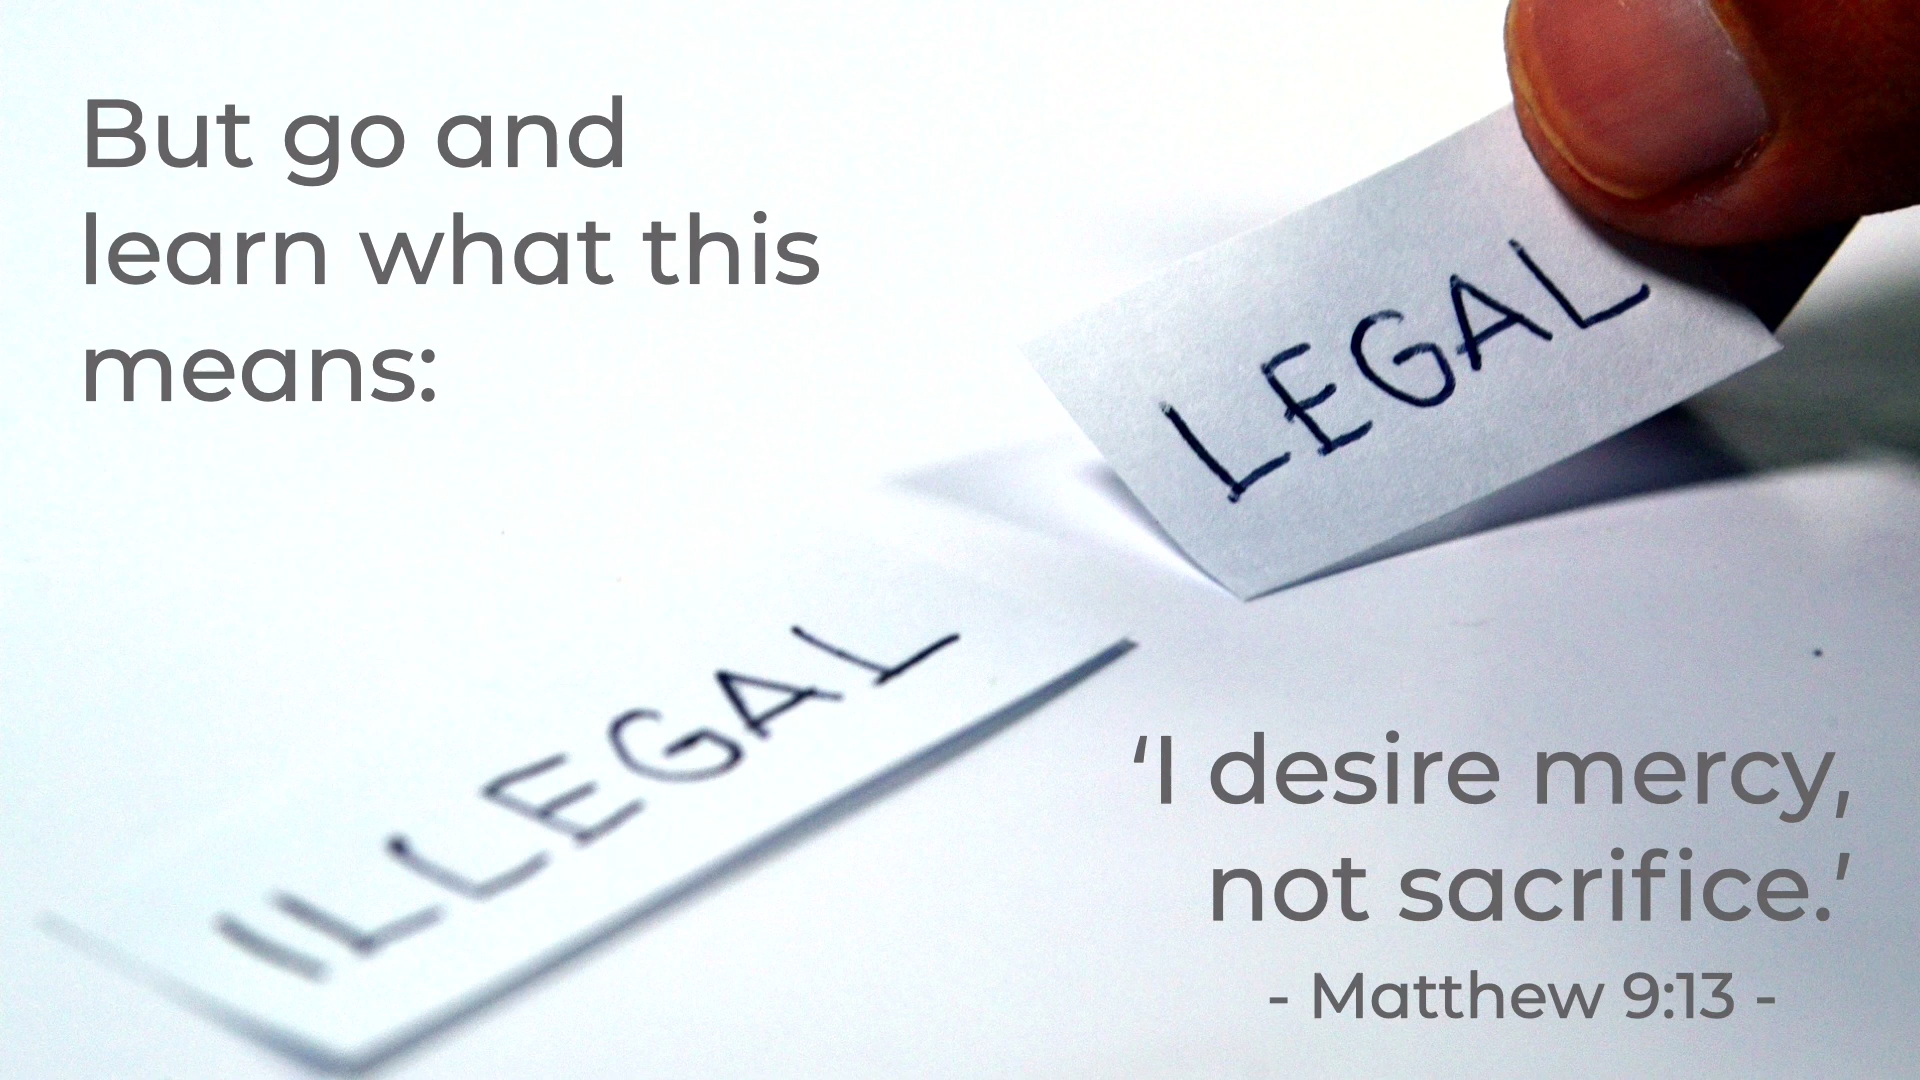 But go and
learn what this
means:
LEGAL
ILLEGAL
‘I desire mercy,
not sacrifice.’
- Matthew 9:13 -